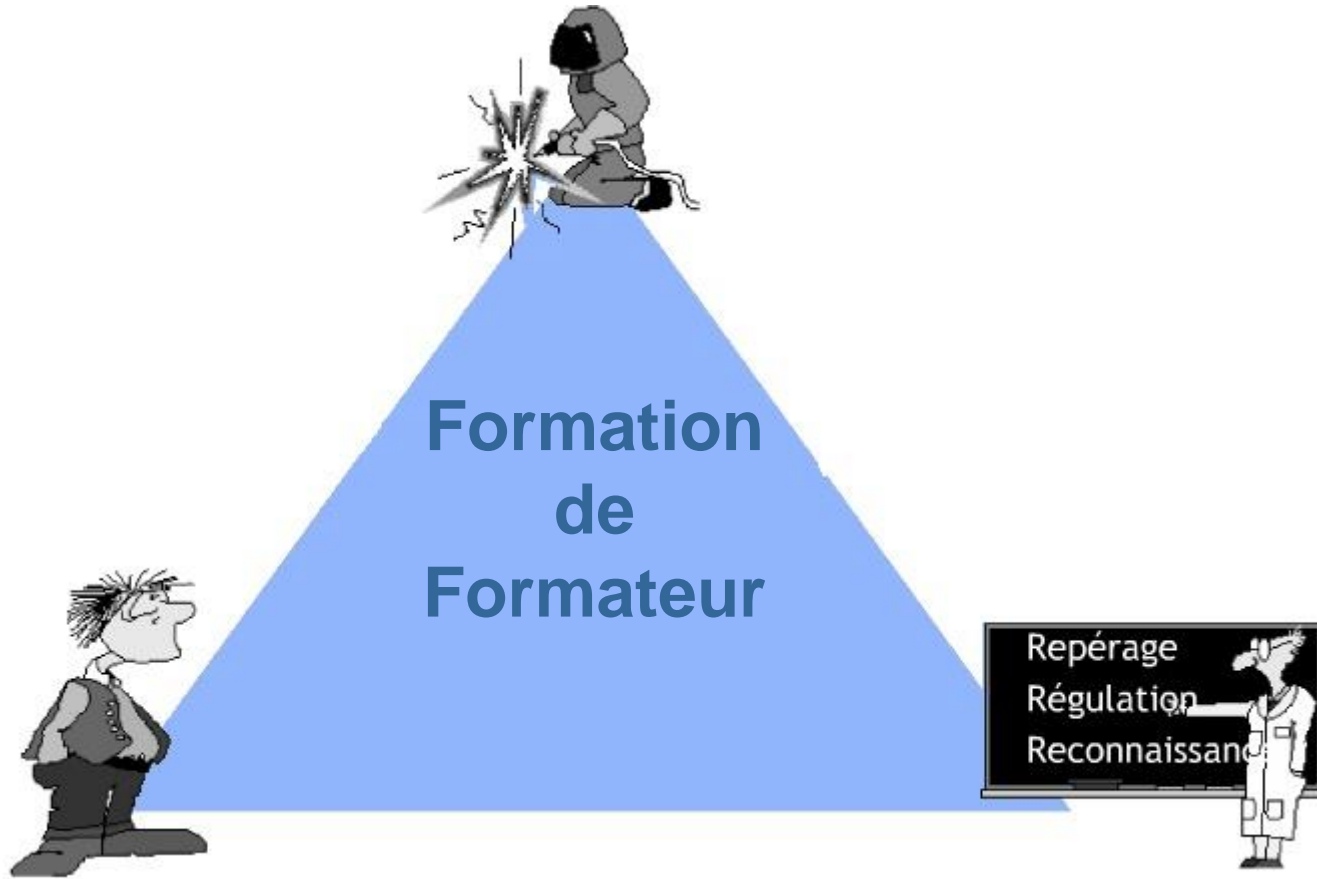 Formation
de
Formateur
Repérage
Régulation
Reconnaissanc